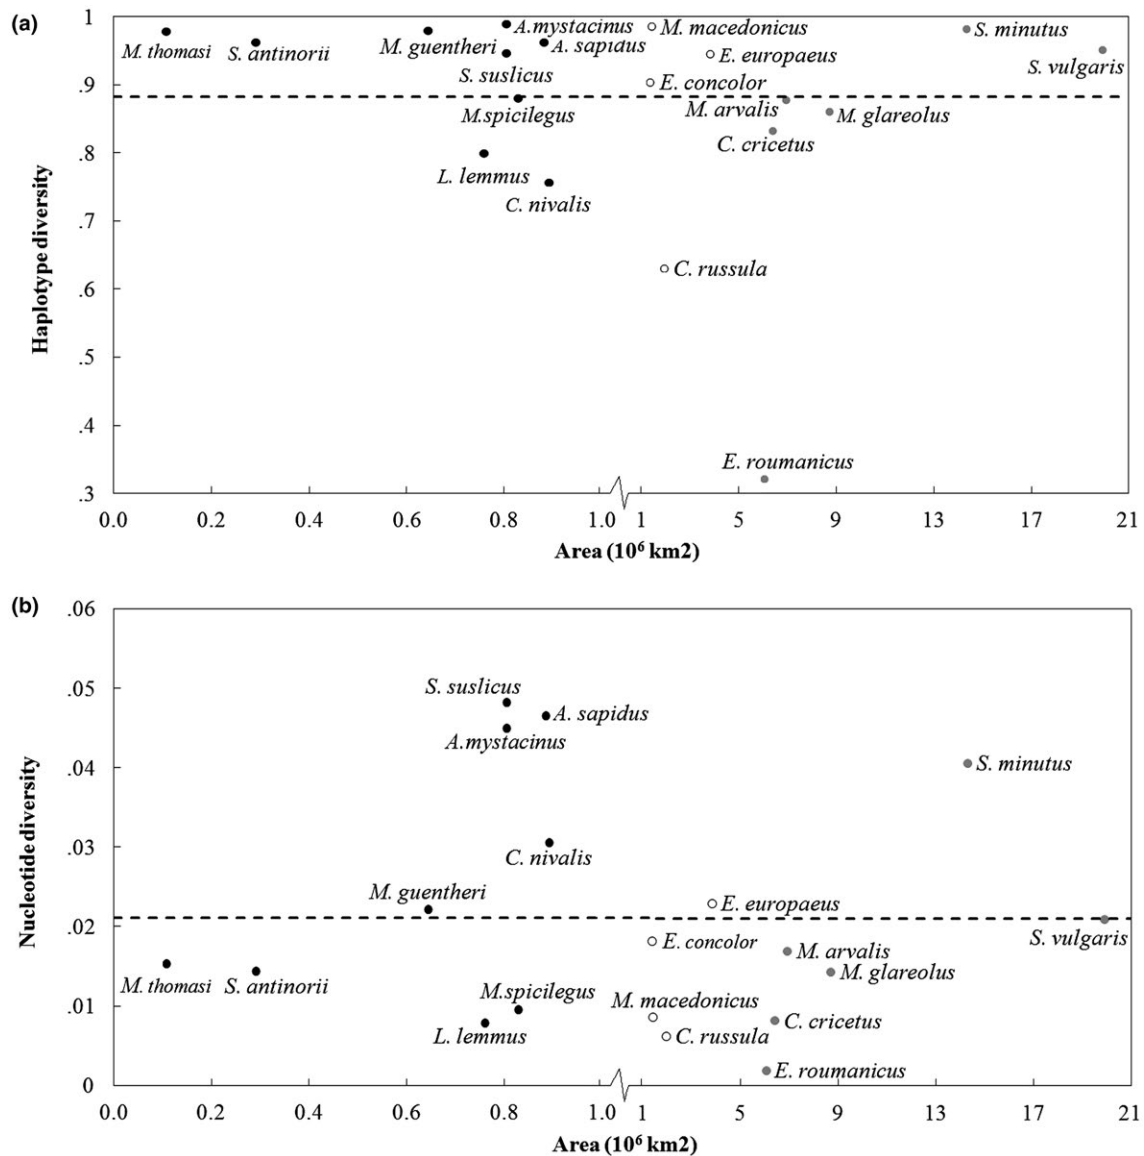 (a)
1
A.mystacinus M. macedonicus S. minutus
M. thomasi S. antinorii M. guentheri A. sapidus E. europaeus
S. vulgaris
S. suslicus E. concolor
.9
M.spicilegus M. arvalis M. glareolus
C. cricetus
.8
L. lemmus
C. nivalis
.7
C. russula
.6
.5
.4
E. roumanicus
.3
Haplotype diversity
0.0 0.2 0.4 0.6 0.8 1.0 1 5 9 13 17 21
Area (10⁶ km2)
(b)
.06
.05
S. suslicus
A. sapidus
A.mystacinus
.04
S. minutus
.03
C. nivalis
M. guentheri
E. europaeus
.02
S. vulgaris
E. concolor
M. arvalis
M. thomasi S. antinorii M. glareolus
M.spicilegus M. macedonicus
.01
C. cricetus
L. lemmus C. russula
E. roumanicus
0
Nucleotide diversity
0.0 0.2 0.4 0.6 0.8 1.0 1 5 9 13 17 21
Area (10⁶ km2)